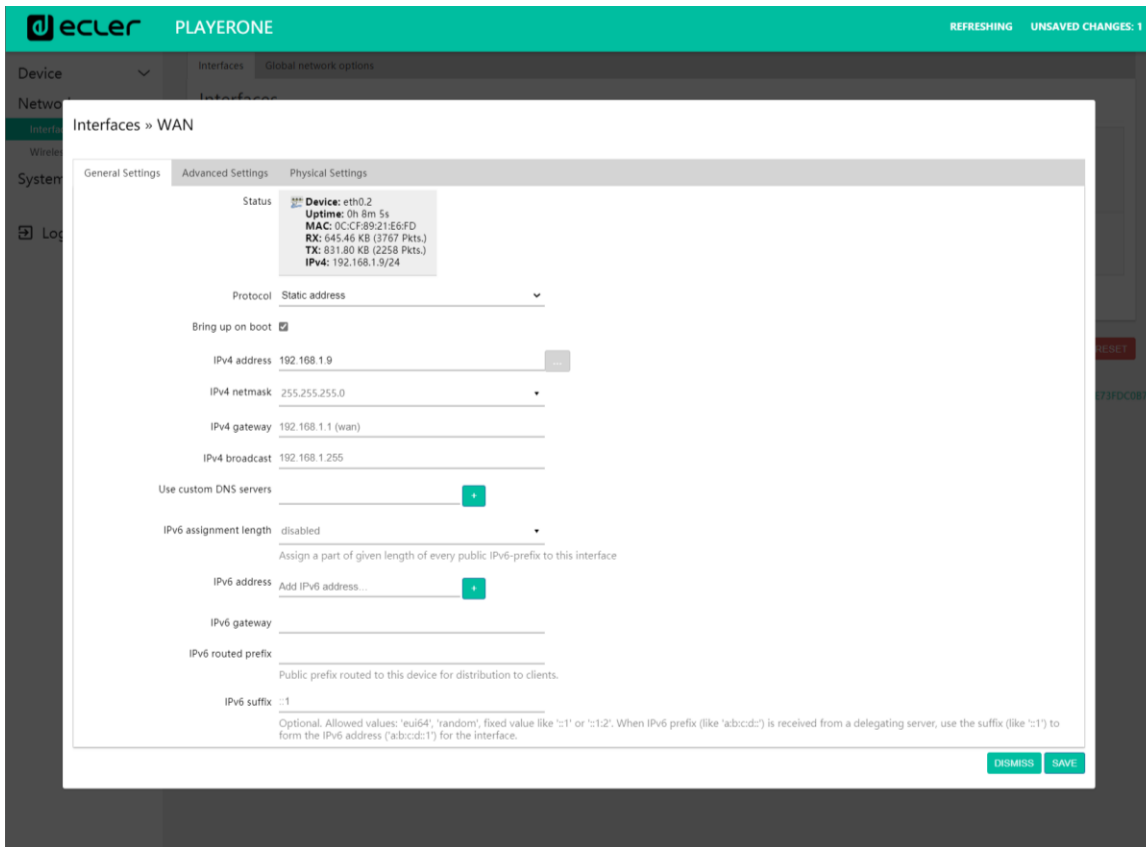 ecler PLAYERONE REFRESHING UNSAVED CHANGES: 1
Device
Interfaces Global network options
Interfaces
Interfaces » WAN
General Settings Advanced Settings Physical Settings
Status
Device: eth0.2
Uptime: 0h 8m 5s
MAC: 0C:CF:89:21:E6:FD
RX: 645.46 KB (3767 Pkts.)
TX: 831.80 KB (2258 Pkts.)
IPv4: 192.168.1.9/24
Protocol Static address
Bring up on boot
IPv4 address 192.168.1.9 ...
IPv4 netmask 255.255.255.0
IPv4 gateway 192.168.1.1 (wan)
IPv4 broadcast 192.168.1.255
Use custom DNS servers +
IPv6 assignment length disabled
Assign a part of given length of every public IPv6-prefix to this interface
IPv6 address Add IPv6 address... +
IPv6 gateway
IPv6 routed prefix
Public prefix routed to this device for distribution to clients.
IPv6 suffix ::1
Optional. Allowed values: 'eui64', 'random', fixed value like '::1' or '::1:2'. When IPv6 prefix (like 'a:b:c:d::') is received from a delegating server, use the suffix (like '::1') to
form the IPv6 address ('a:b:c:d::1') for the interface.
DISMISS SAVE
System
RESET